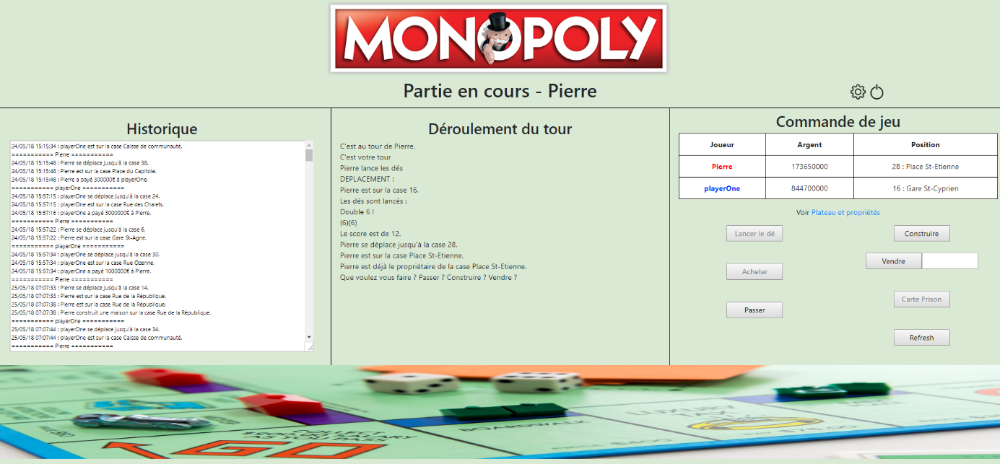 MONOPOLY
Partie en cours - Pierre
Historique
24/05/18 15:15:34 : playerOne est sur la case Caisse de communauté.
=========== Pierre ===========
24/05/18 15:15:48 : Pierre se déplace jusqu'à la case 38.
24/05/18 15:15:48 : Pierre est sur la case Place du Capitole.
24/05/18 15:15:48 : Pierre a payé 300000€ à playerOne.
=========== playerOne ===========
24/05/18 15:57:15 : playerOne se déplace jusqu'à la case 24.
24/05/18 15:57:15 : playerOne est sur la case Rue des Chalets.
24/05/18 15:57:16 : playerOne a payé 3000000€ à Pierre.
=========== Pierre ===========
24/05/18 15:57:22 : Pierre se déplace jusqu'à la case 6.
24/05/18 15:57:22 : Pierre est sur la case Gare St-Agne.
=========== playerOne ===========
24/05/18 15:57:34 : playerOne se déplace jusqu'à la case 30.
24/05/18 15:57:34 : playerOne est sur la case Rue Ozenne.
24/05/18 15:57:34 : playerOne a payé 1000000€ à Pierre.
=========== Pierre ===========
25/05/18 07:07:33 : Pierre se déplace jusqu'à la case 14.
25/05/18 07:07:33 : Pierre est sur la case Rue de la République.
25/05/18 07:07:38 : Pierre est sur la case Rue de la République.
25/05/18 07:07:38 : Pierre construit une maison sur la case Rue de la République.
=========== playerOne ===========
25/05/18 07:07:44 : playerOne se déplace jusqu'à la case 34.
25/05/18 07:07:44 : playerOne est sur la case Caisse de communauté.
=========== Pierre ===========
Déroulement du tour
C'est au tour de Pierre.
C'est votre tour
Pierre lance les dés
DEPLACEMENT :
Pierre est sur la case 16.
Les dés sont lancés :
Double 6 !
(6)(6)
Le score est de 12.
Pierre se déplace jusqu'à la case 28.
Pierre est sur la case Place St-Etienne.
Pierre est déjà le propriétaire de la case Place St-Etienne.
Que voulez vous faire ? Passer ? Construire ? Vendre ?
Commande de jeu
Joueur Argent Position
Pierre 173650000 28 : Place St-Etienne
playerOne 844700000 16 : Gare St-Cyprien
Voir Plateau et propriétés
Lancer le dé Construire
Vendre
Acheter
Carte Prison
Passer
Refresh
COLLECT
AS YOU PASS
GO
BOARDWALK
LUXURY
TAX